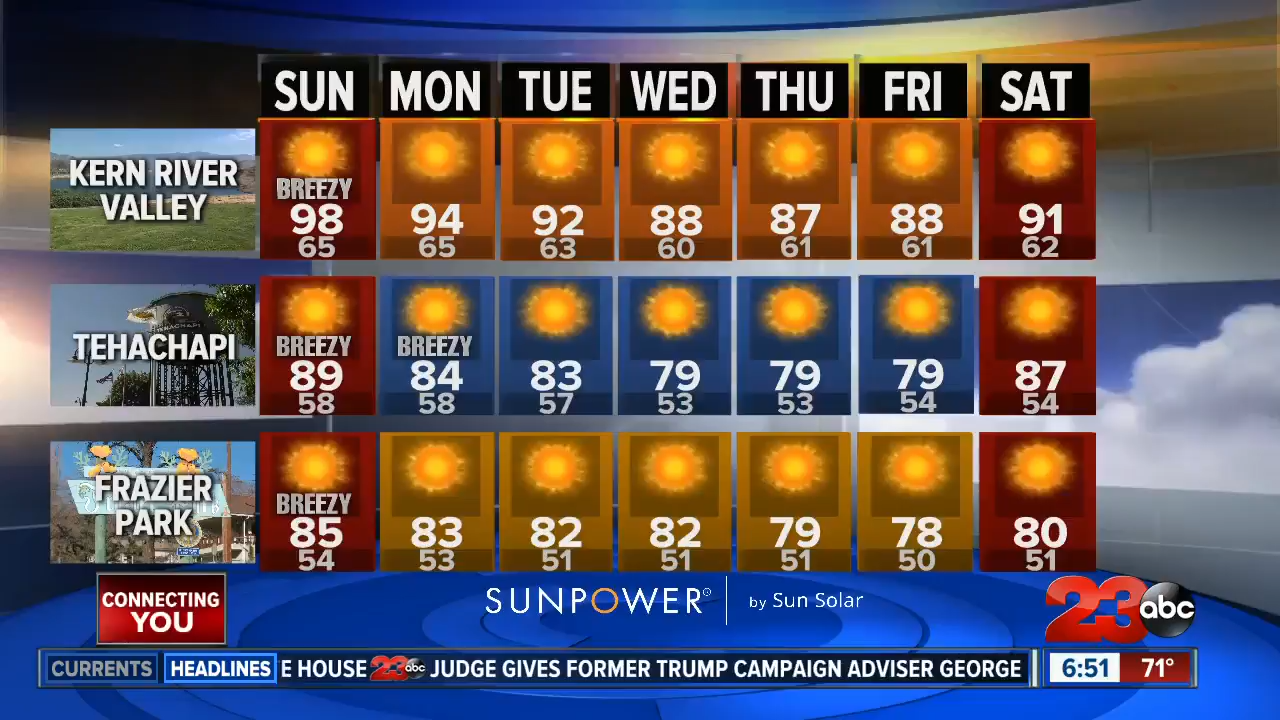 SUN MON TUE WED THU FRI SAT
KERN RIVER
VALLEY
BREEZY
98 94 92 88 87 88 91
65 65 63 60 61 61 62
TEHACHAPI
TEHACHAPI
BREEZY BREEZY
89 84 83 79 79 79 87
58 58 57 53 53 54 54
FRAZIER
PARK
BREEZY
85 83 82 82 79 78 80
54 53 51 51 51 50 51
CONNECTING
YOU
SUNPOWER® by Sun Solar
23 abc
CURRENTS HEADLINES E HOUSE 23 abc JUDGE GIVES FORMER TRUMP CAMPAIGN ADVISER GEORGE 6:51 71°